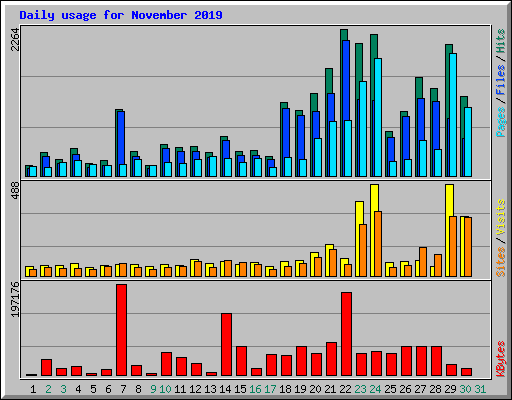 Daily usage for November 2019
2264
488
197176
Pages / Files / Hits
Sites / Visits
KBytes
1 2 3 4 5 6 7 8 9 10 11 12 13 14 15 16 17 18 19 20 21 22 23 24 25 26 27 28 29 30 31